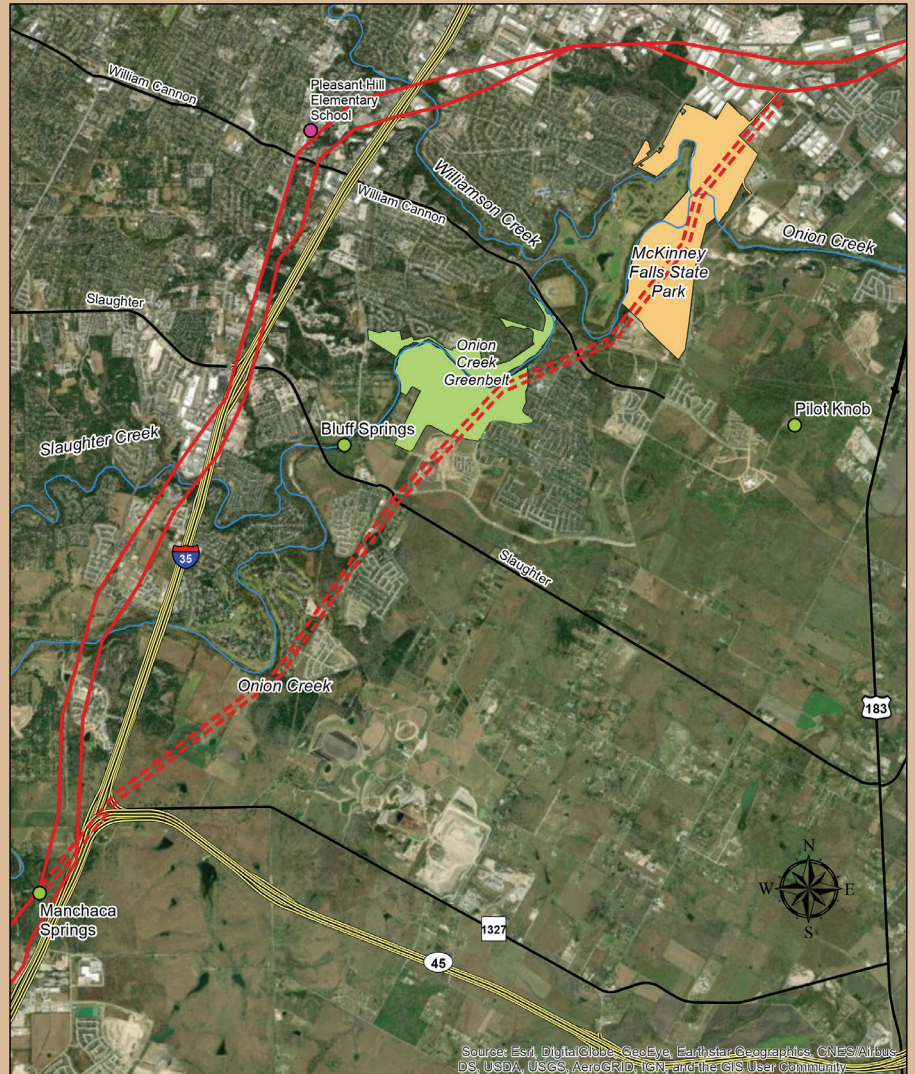 William Cannon
Pleasant Hill
Elementary
School
Williamson Creek
William Cannon
Onion Creek
McKinney
Falls State
Park
Slaughter
Onion
Creek
Greenbelt
Pilot Knob
Bluff Springs
Slaughter Creek
35
Slaughter
Onion Creek
183
N
W
E
S
Manchaca
Springs
1327
45
Source: Esri, DigitalGlobe, GeoEye, Earthstar Geographics, CNES/Airbus
DS, USDA, USGS, AeroGRID, IGN, and the GIS User Community